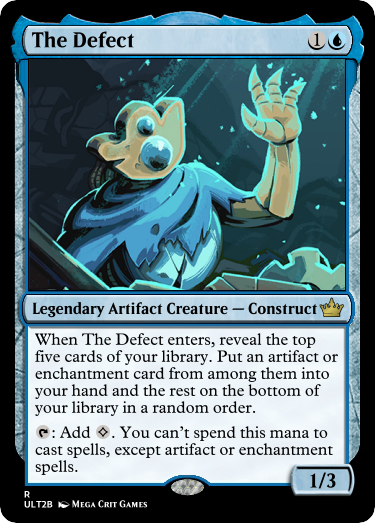 The Defect 1
Legendary Artifact Creature — Construct
When The Defect enters, reveal the
top five cards of your library. Put an artifact or
enchantment card from among them into
your hand and the rest on the bottom of
your library in a random order.
: Add . You can't spend this mana to
cast spells, except artifact or enchantment
spells.
1/3
R
ULT2B Mega Crit Games